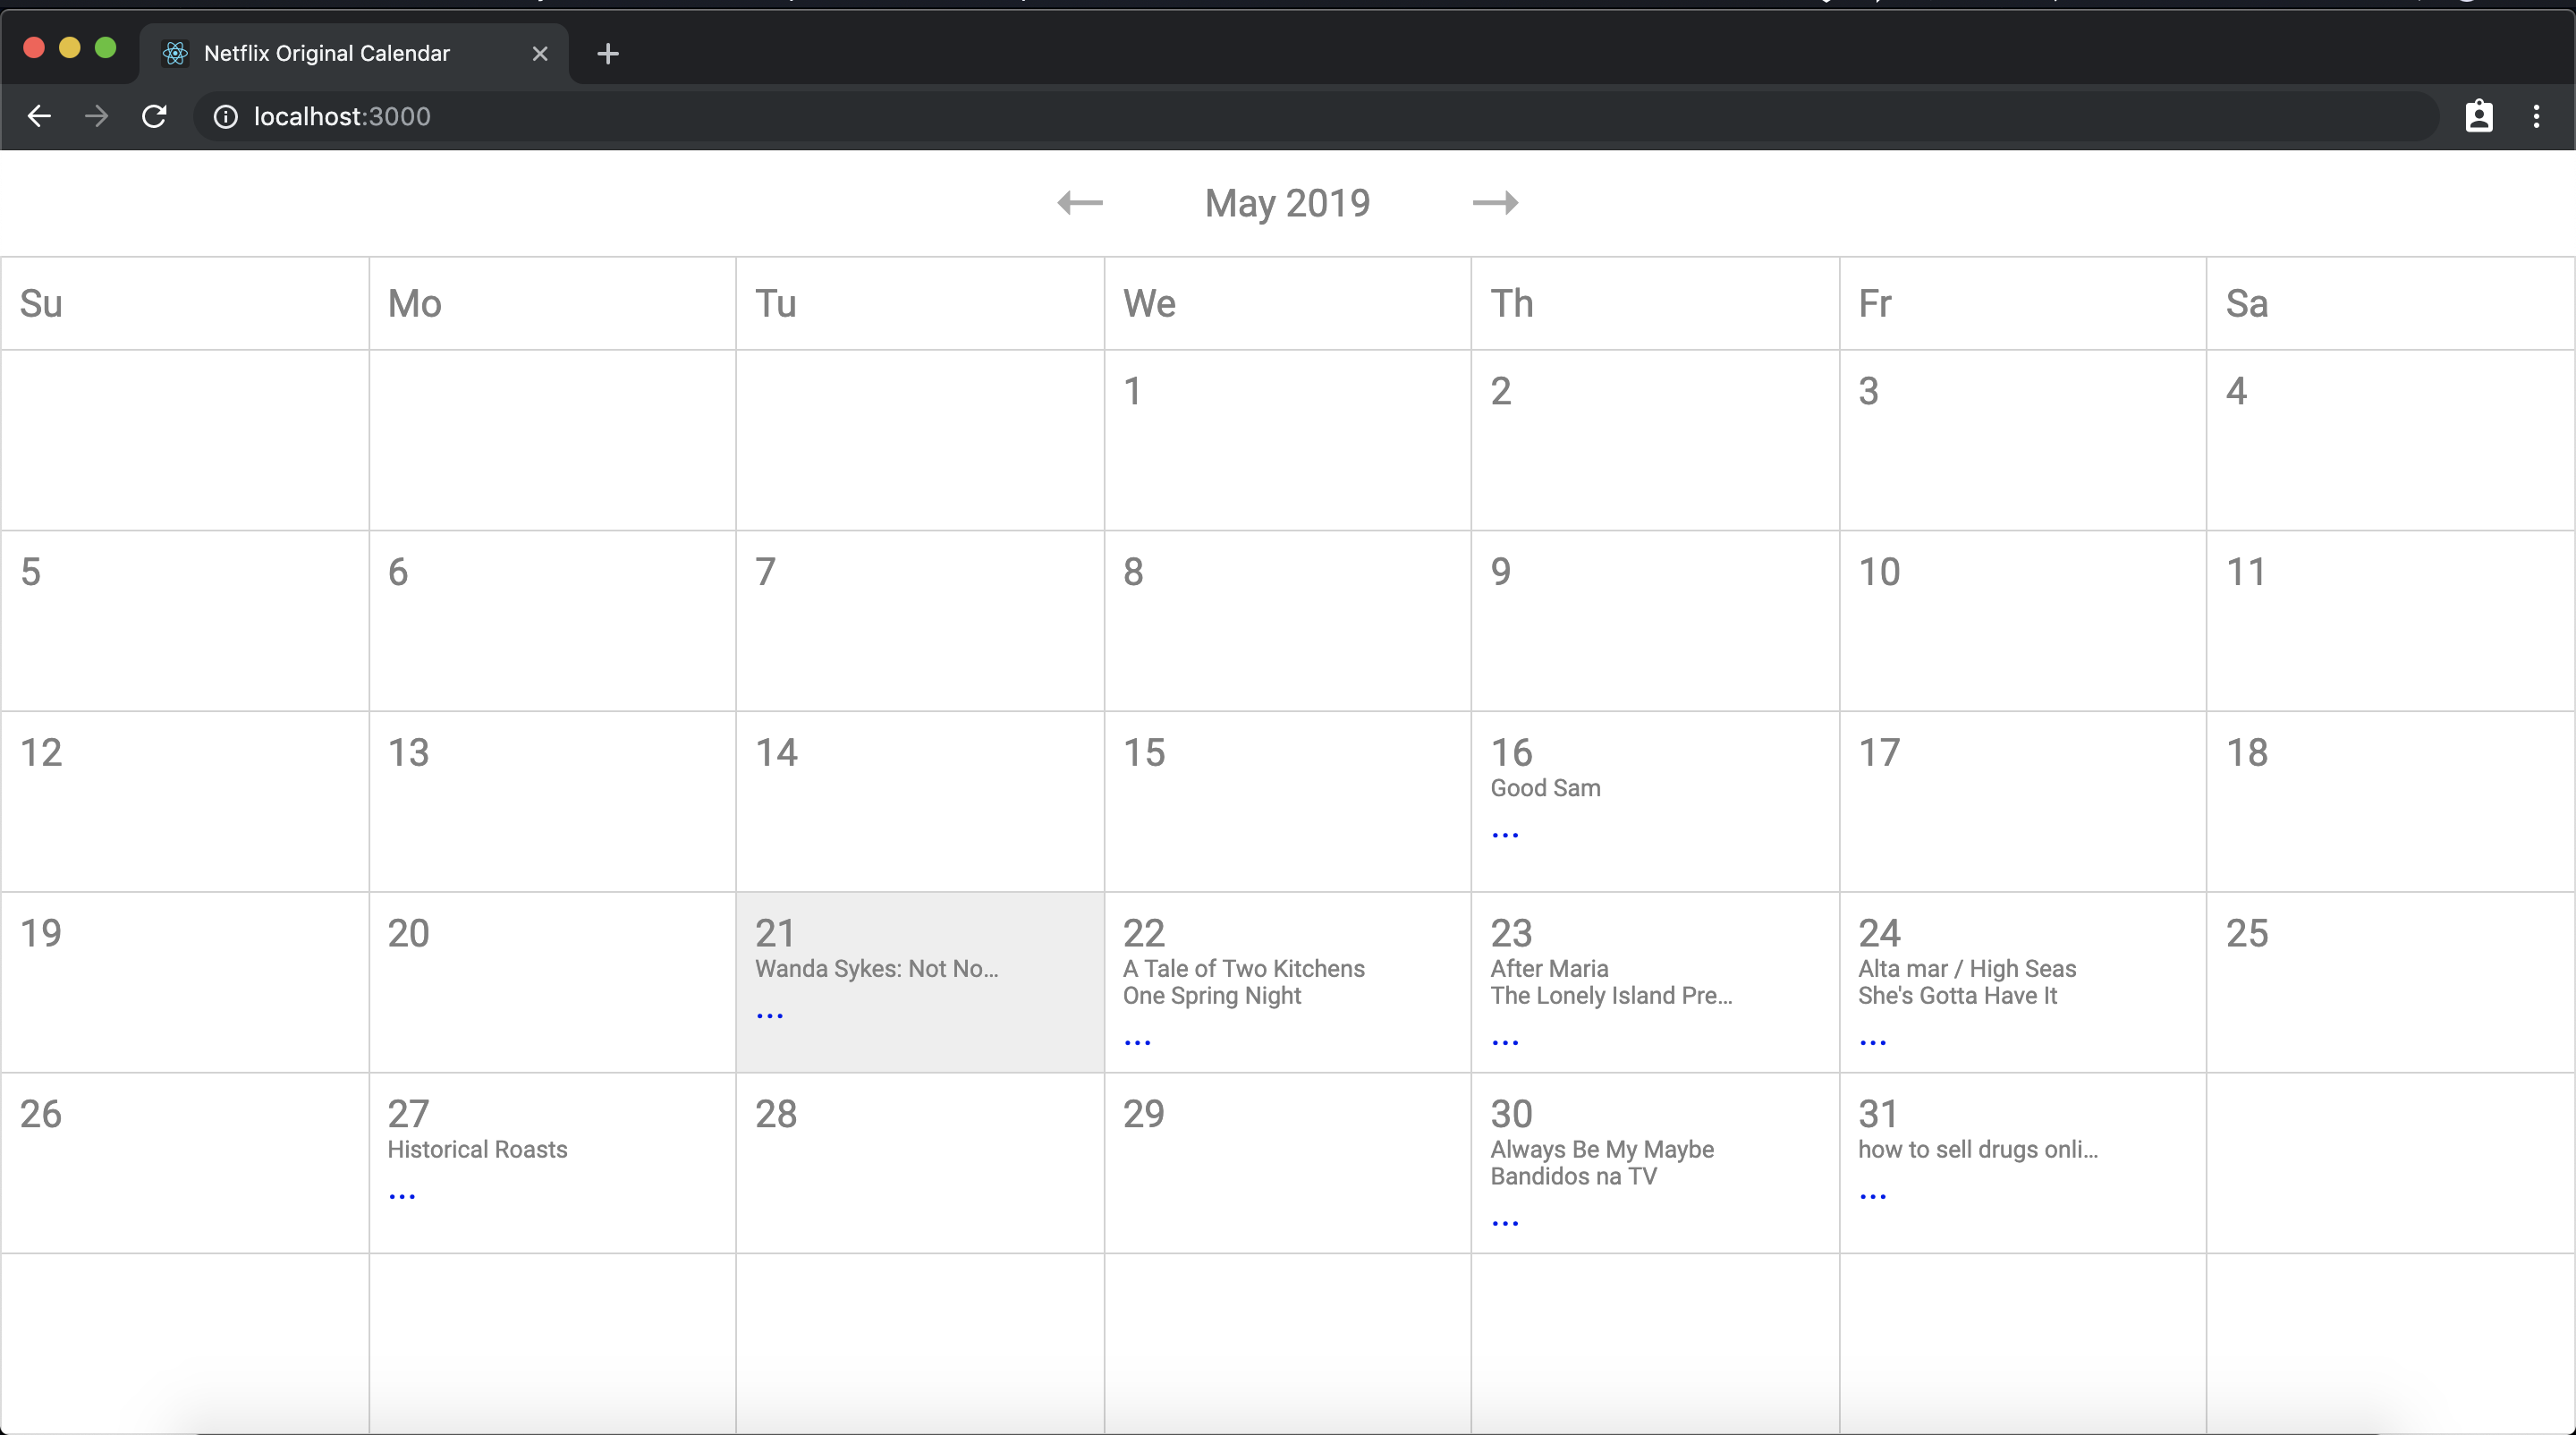 Netflix Original Calendar
localhost:3000
May 2019
Su Mo Tu We Th Fr Sa
1 2 3 4
5 6 7 8 9 10 11
12 13 14 15 16 17 18
Good Sam
...
19 20 21 22 23 24 25
Wanda Sykes: Not No...
...
A Tale of Two Kitchens
One Spring Night
...
After Maria
The Lonely Island Pre...
...
Alta mar / High Seas
She's Gotta Have It
...
26 27 28 29 30 31
Historical Roasts
...
Always Be My Maybe
Bandidos na TV
...
how to sell drugs onli...
...